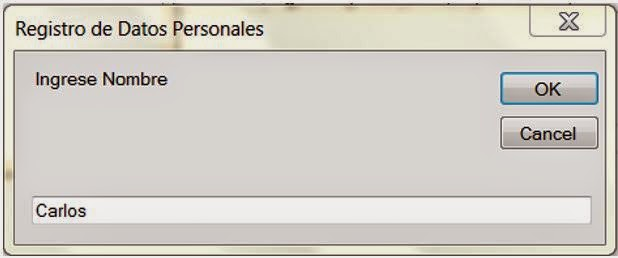 Registro de Datos Personales
Ingrese Nombre
OK
Cancel
Carlos